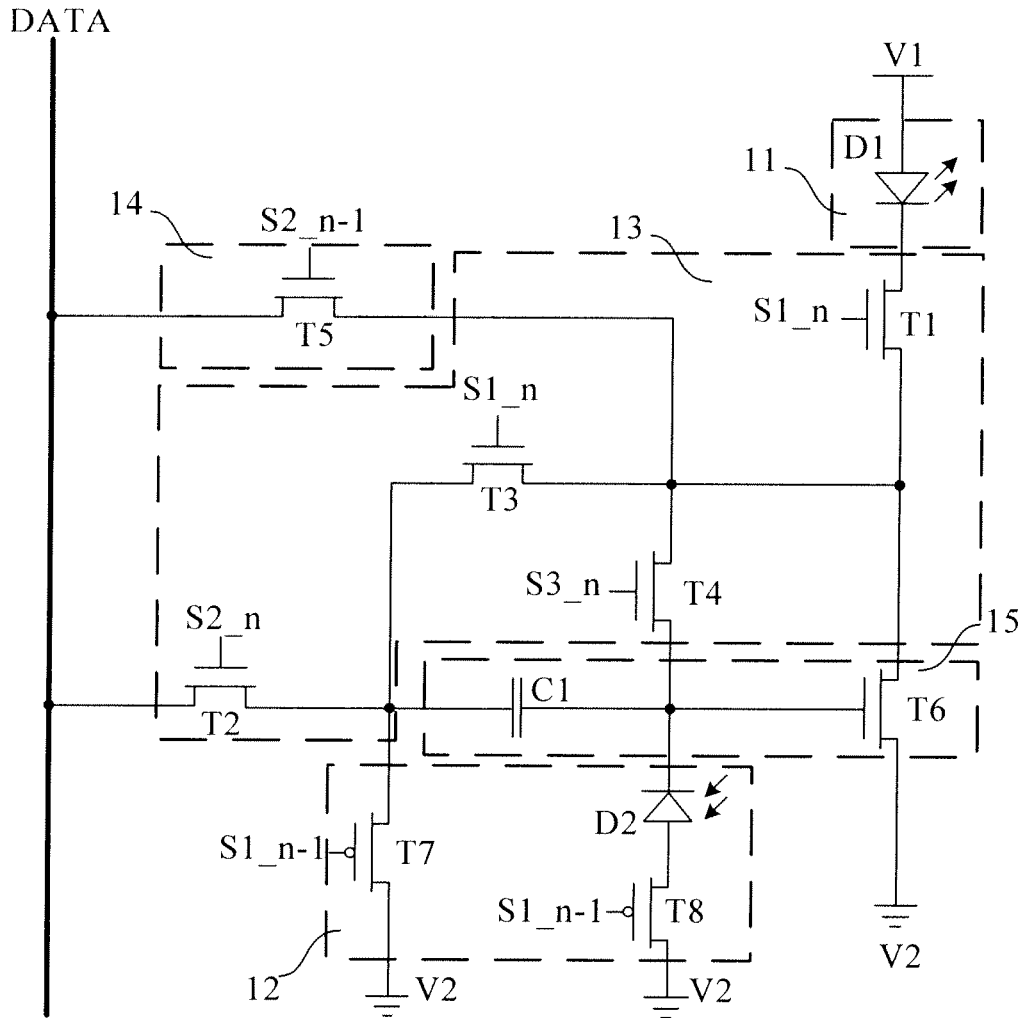 DATA
V1
D1
11
14
S2_n-1
13
T5
S1_n
T1
S1_n
T3
S3_n
T4
S2_n
15
T2
C1
T6
D2
S1_n-1
T7
S1_n-1
T8
V2
12
V2
V2